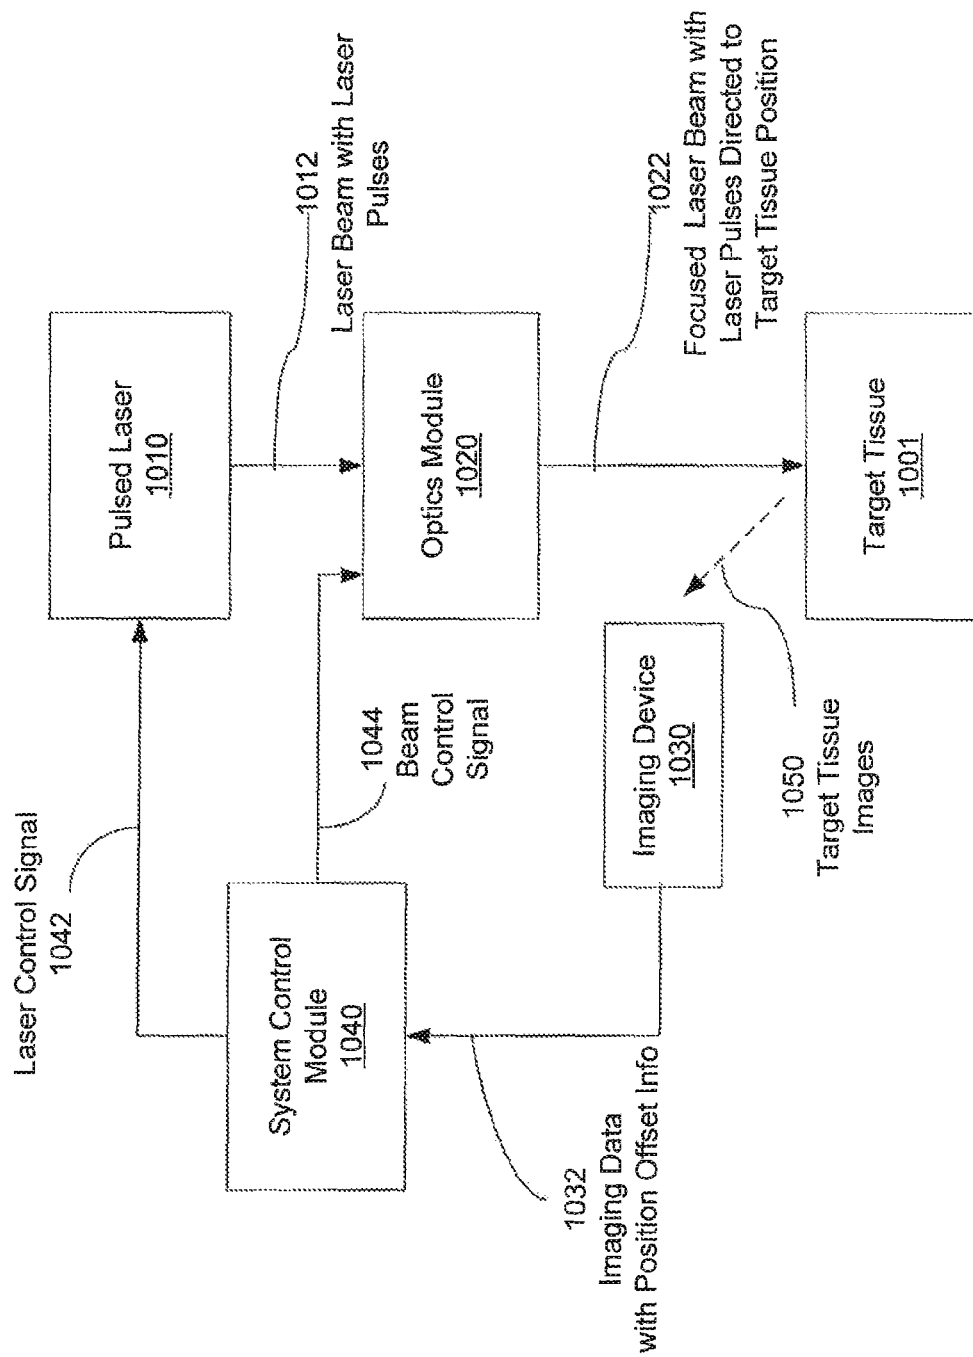 Laser Control Signal
1042
Pulsed Laser
1010
1012
Laser Beam with Laser
Pulses
System Control
Module
1040
1044
Beam
Control
Signal
Optics Module
1020
1032
Imaging Data
with Position Offset Info
Imaging Device
1030
1022
Focused Laser Beam with
Laser Pulses Directed to
Target Tissue Position
1050
Target Tissue
Images
Target Tissue
1001